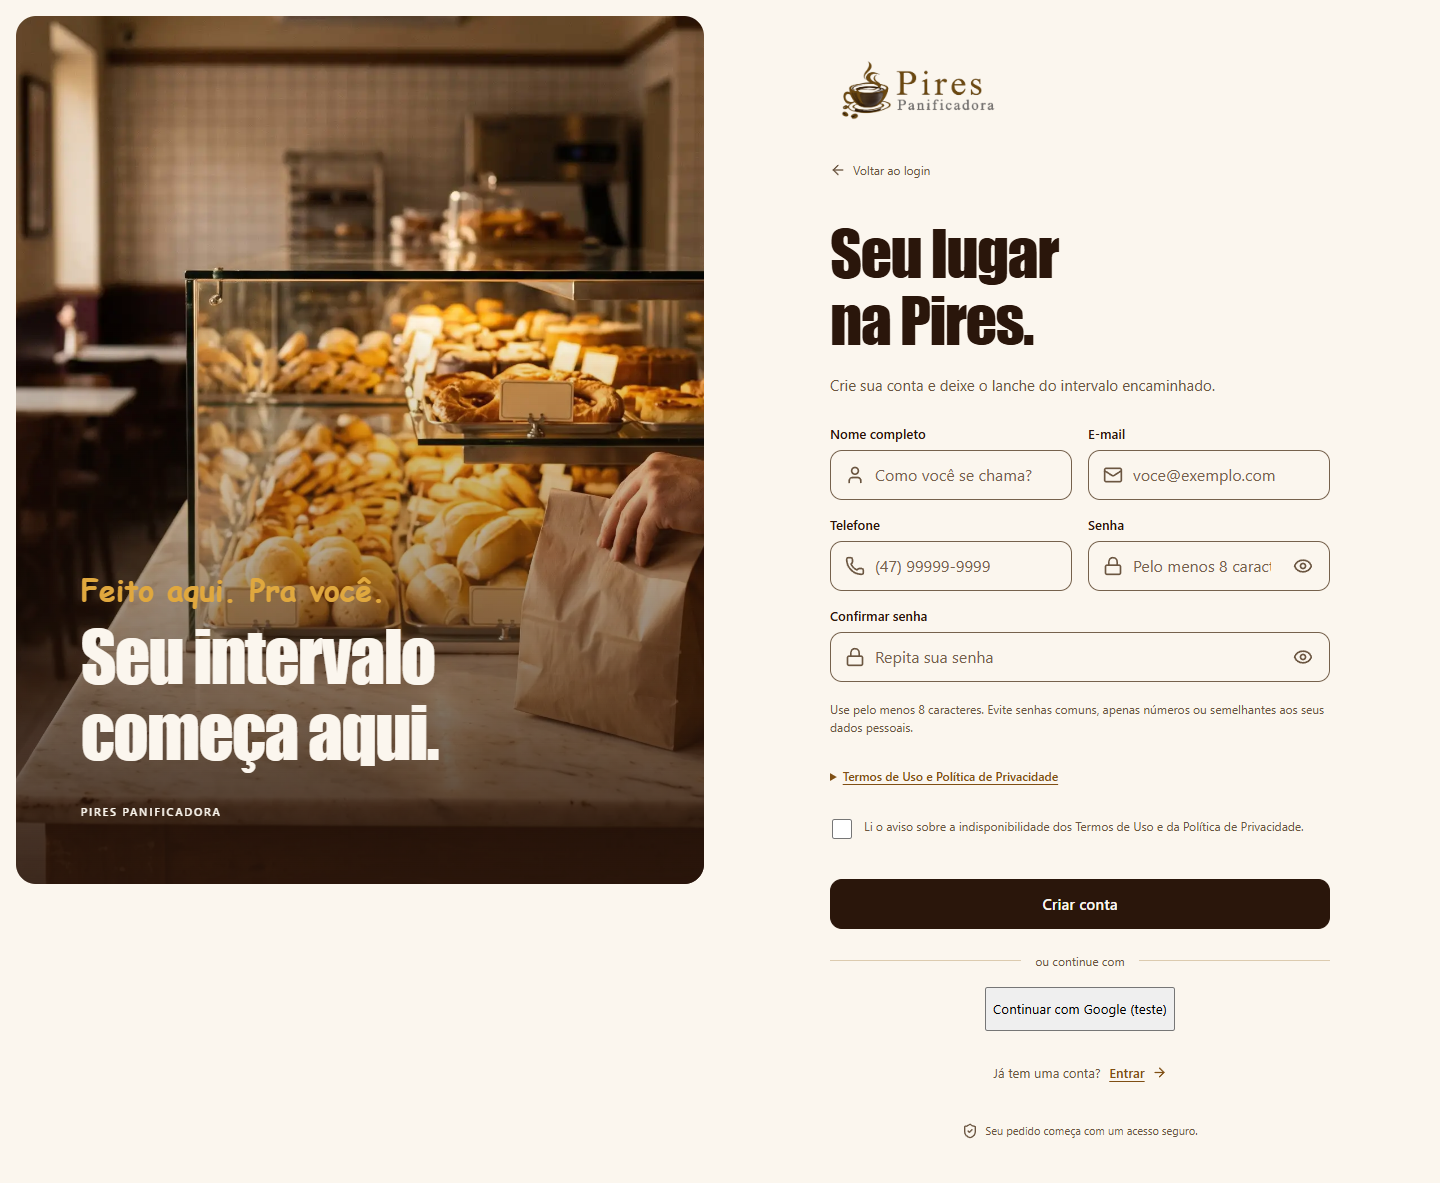 Feito aqui. Pra você.
Seu intervalo
começa aqui.
PIRES PANIFICADORA
Pires
Panificadora
Voltar ao login
Seu lugar
na Pires.
Crie sua conta e deixe o lanche do intervalo encaminhado.
Nome completo
E-mail
Como você se chama?
voce@exemplo.com
Telefone
Senha
(47) 99999-9999
Pelo menos 8 caract
Confirmar senha
Repita sua senha
Use pelo menos 8 caracteres. Evite senhas comuns, apenas números ou semelhantes aos seus
dados pessoais.
Termos de Uso e Política de Privacidade
Li o aviso sobre a indisponibilidade dos Termos de Uso e da Política de Privacidade.
Criar conta
ou continue com
Continuar com Google (teste)
Já tem uma conta? Entrar
Seu pedido começa com um acesso seguro.